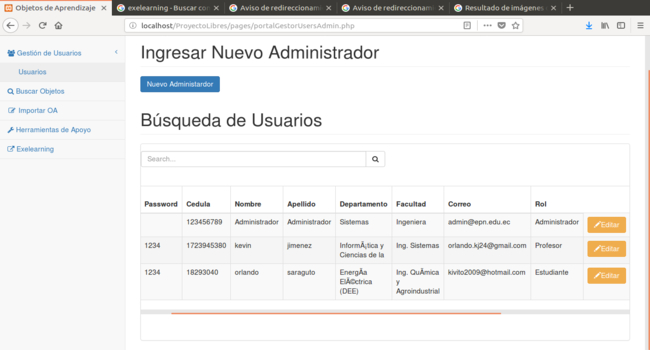 Objetos de Aprendizaje
exelearning - Buscar con
Aviso de redireccionami
Aviso de redireccionami
Resultado de imágenes
localhost/ProyectoLibres/pages/portalGestorUsersAdmin.php
Gestión de Usuarios
Usuarios
Buscar Objetos
Importar OA
Herramientas de Apoyo
Exelearning
Ingresar Nuevo Administrador
Nuevo Administardor
Búsqueda de Usuarios
Search...
Password Cedula Nombre Apellido Departamento Facultad Correo Rol
123456789 Administrador Administrador Sistemas Ingeniera admin@epn.edu.ec Administrador Editar
1234 1723945380 kevin jimenez InformÃ¡tica y Ing. Sistemas orlando.kj24@gmail.com Profesor Editar
Ciencias de la
1234 18293040 orlando saraguto EnergÃ­a Ing. QuÃ­mica kivito2009@hotmail.com Estudiante Editar
ElÃ©ctrica y
(DEE) Agroindustrial